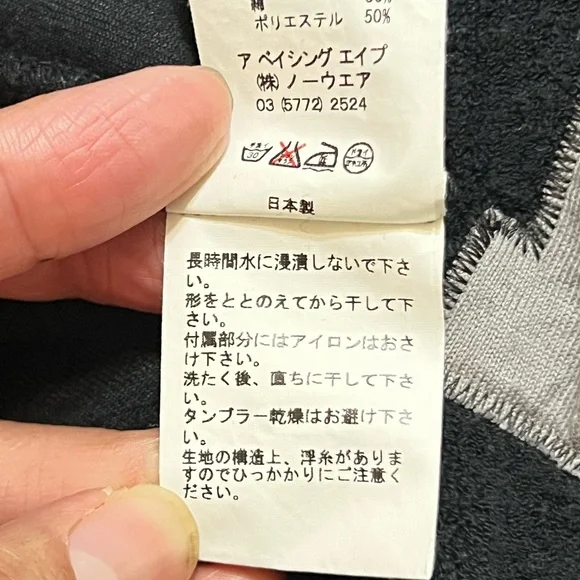 綿 50%
ポリエステル 50%
ア ベイシング エイプ
(株) ノーウエア
03 (5772) 2524
30
日本製
長時間水に浸漬しないで下さ
い。
形をととのえてから干して下
さい。
付属部分にはアイロンはおさ
け下さい。
洗たく後、直ちに干して下さ
い。
タンブラー乾燥はお避け下さ
い。
生地の構造上、浮糸がありま
すのでひっかかりにご注意く
ださい。